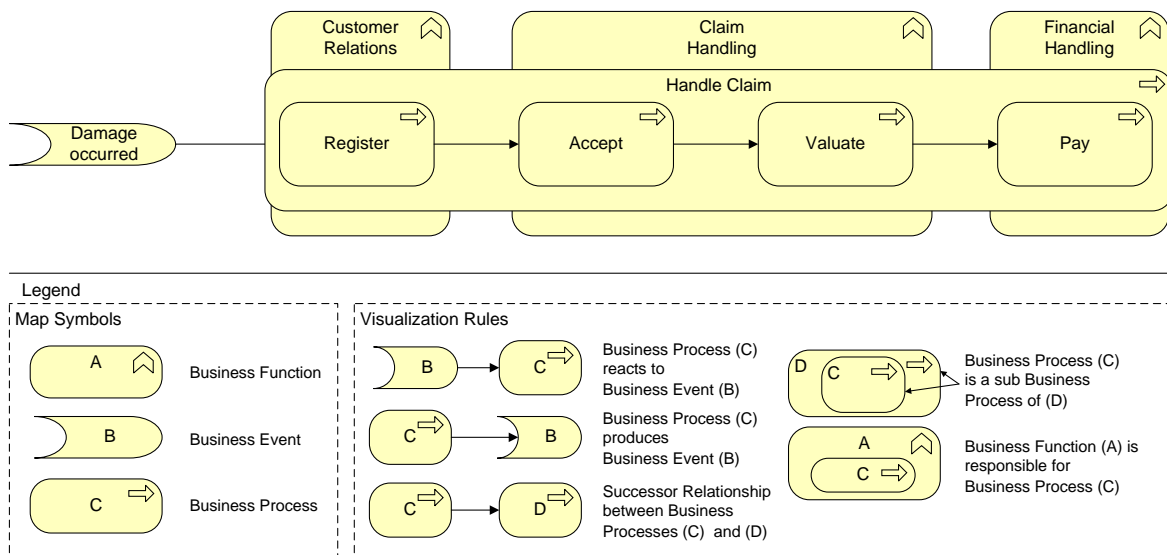 Customer
Relations
Claim
Handling
Financial
Handling
Handle Claim
Damage
occurred
Register
Accept
Valuate
Pay
Legend
Map Symbols
A
Business Function
B
Business Event
C
Business Process
Visualization Rules
B
C
Business Process (C)
reacts to
Business Event (B)
C
B
Business Process (C)
produces
Business Event (B)
C
D
Successor Relationship
between Business
Processes (C) and (D)
D
C
Business Process (C)
is a sub Business
Process of (D)
A
C
Business Function (A) is
responsible for
Business Process (C)